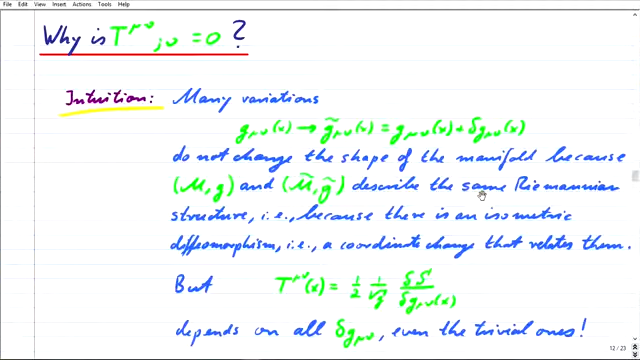 File Edit View Insert Actions Tools Help
Why is T^{μν}_{;ν} = 0 ?
Intuition: Many variations
g_{μν}(x) → g̃_{μν}(x) = g_{μν}(x) + δg_{μν}(x)
do not change the shape of the manifold because
(M, g) and (M̃, g̃) describe the same Riemannian
structure, i.e., because there is an isometric
diffeomorphism, i.e., a coordinate change that relates them.
But T^{μν}(x) = 1/2 1/√g δS'/δg_{μν}(x)
depends on all δg_{μν}, even the trivial ones!
12 / 23